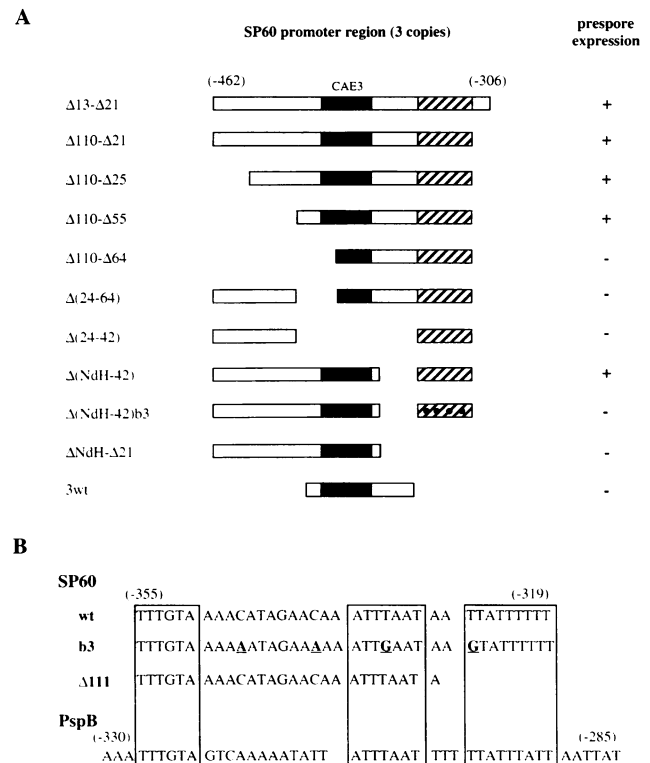 A
SP60 promoter region (3 copies)
prespore
expression
(-462)
CAE3
(-306)
Δ13-Δ21 +
Δ110-Δ21 +
Δ110-Δ25 +
Δ110-Δ55 +
Δ110-Δ64 -
Δ(24-64) -
Δ(24-42) -
Δ(NdH-42) +
Δ(NdH-42)b3 -
ΔNdH-Δ21 -
3wt -
B
SP60
(-355) (-319)
wt TTTGTA AAACATAGAACAA ATTTAAT AA TTATTTTTT
b3 TTTGTA AAAAATAGAAAAA ATTGAAT AA GTATTTTTT
Δ111 TTTGTA AAACATAGAACAA ATTTAAT A
PspB
(-330) (-285)
AAA TTTGTA GTCAAAAATATT ATTTAAT TTT TTATTTATT AATTAT